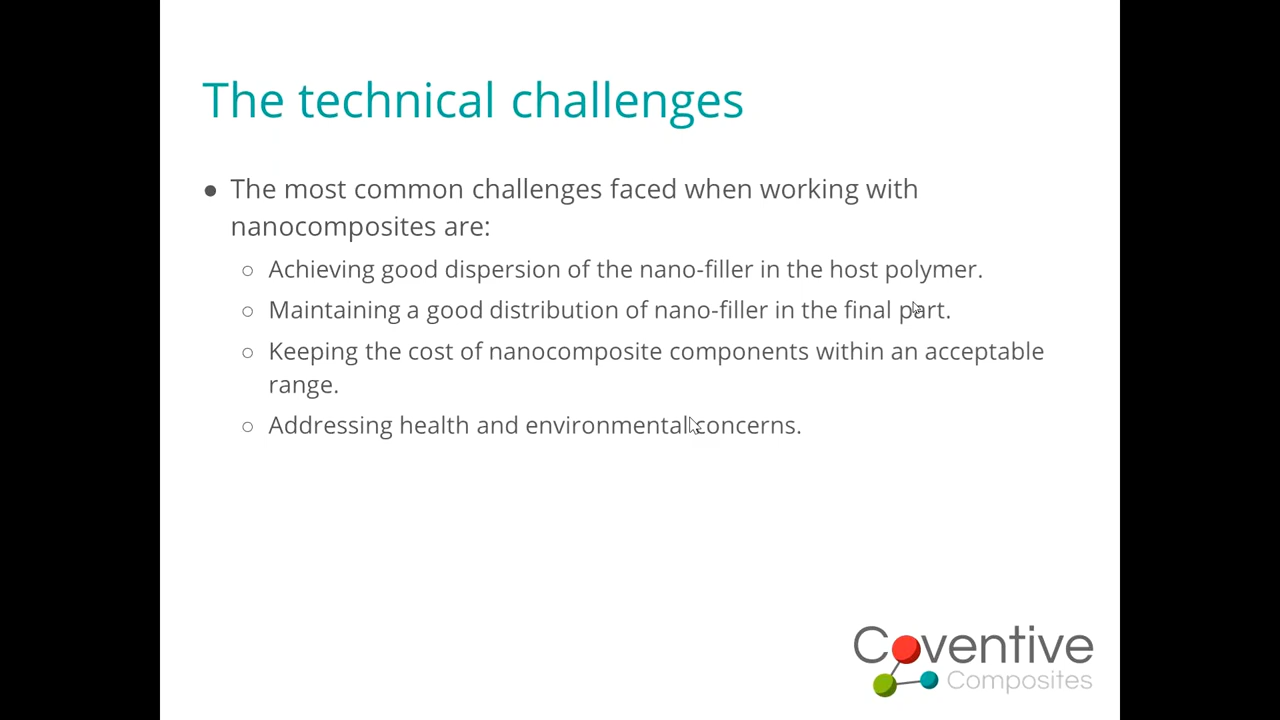 The technical challenges
● The most common challenges faced when working with
nanocomposites are:
○ Achieving good dispersion of the nano-filler in the host polymer.
○ Maintaining a good distribution of nano-filler in the final part.
○ Keeping the cost of nanocomposite components within an acceptable
range.
○ Addressing health and environmental concerns.
Coventive
Composites